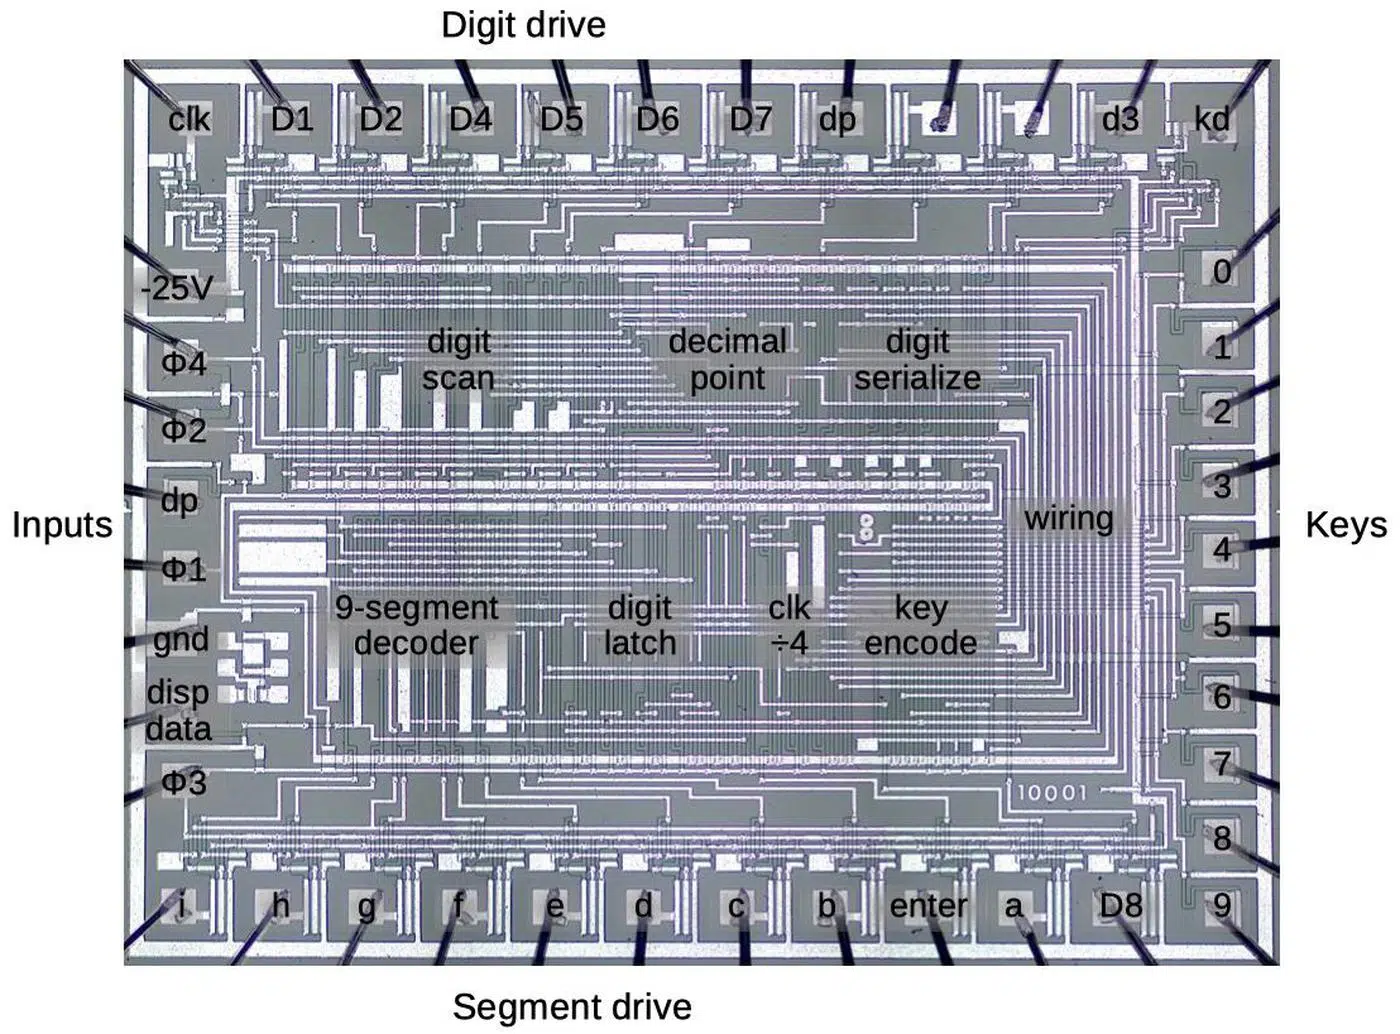 Digit drive
clk D1 D2 D4 D5 D6 D7 dp d3 kd
-25V
0
Φ4
digit
scan
decimal
point
digit
serialize
1
Φ2
2
dp
3
Inputs
wiring
Keys
Φ1
4
9-segment
decoder
digit
latch
clk
÷4
key
encode
5
gnd
6
disp
data
7
Φ3
10001
8
i h g f e d c b enter a D8 9
Segment drive